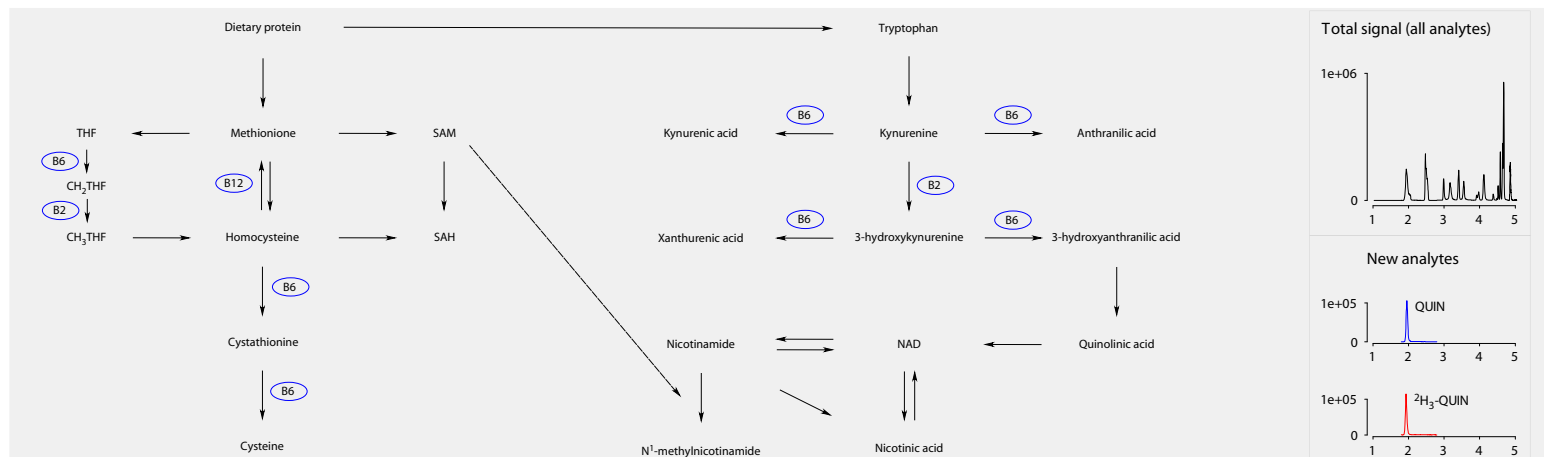 Dietary protein
Tryptophan
Total signal (all analytes)
1e+06
0
1 2 3 4 5
THF
Methionione
SAM
Kynurenic acid
B6
Kynurenine
B6
Anthranilic acid
B6
CH2THF
B12
B2
B2
CH3THF
Homocysteine
SAH
Xanthurenic acid
B6
3-hydroxykynurenine
B6
3-hydroxyanthranilic acid
B6
New analytes
1e+05
QUIN
0
1 2 3 4 5
Cystathionine
Nicotinamide
NAD
Quinolinic acid
B6
1e+05
²H₃-QUIN
0
1 2 3 4 5
Cysteine
N¹-methylnicotinamide
Nicotinic acid